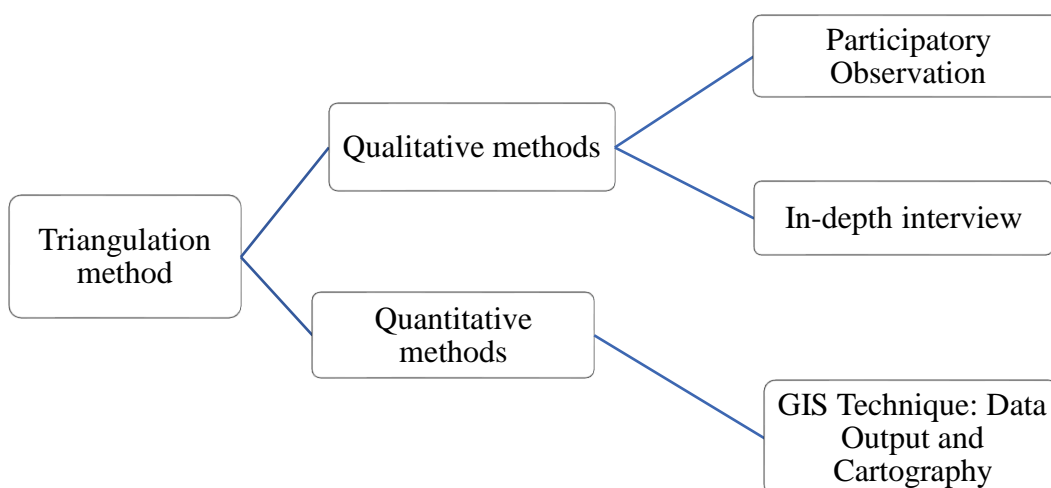 Participatory
Observation
Qualitative methods
In-depth interview
Triangulation
method
Quantitative
methods
GIS Technique: Data
Output and
Cartography